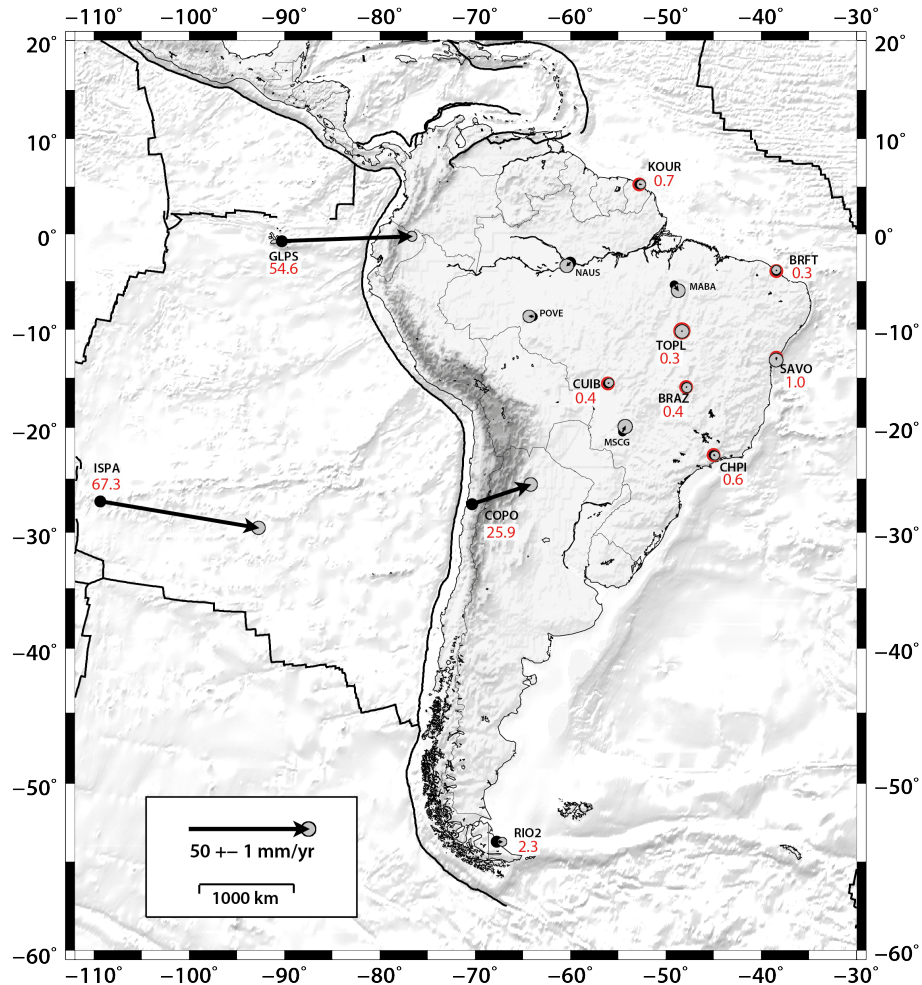 −110° −100° −90° −80° −70° −60° −50° −40° −30°
20° 20°
10° 10°
KOUR
0.7
0° 0°
GLPS
54.6
BRFT
0.3
NAUS
MABA
POVE
−10° −10°
TOPL
0.3
SAVO
1.0
CUIB
0.4
BRAZ
0.4
−20° −20°
MSCG
ISPA
67.3
CHPI
0.6
COPO
25.9
−30° −30°
−40° −40°
−50° −50°
50 +− 1 mm/yr
1000 km
RIO2
2.3
−60° −60°
−110° −100° −90° −80° −70° −60° −50° −40° −30°